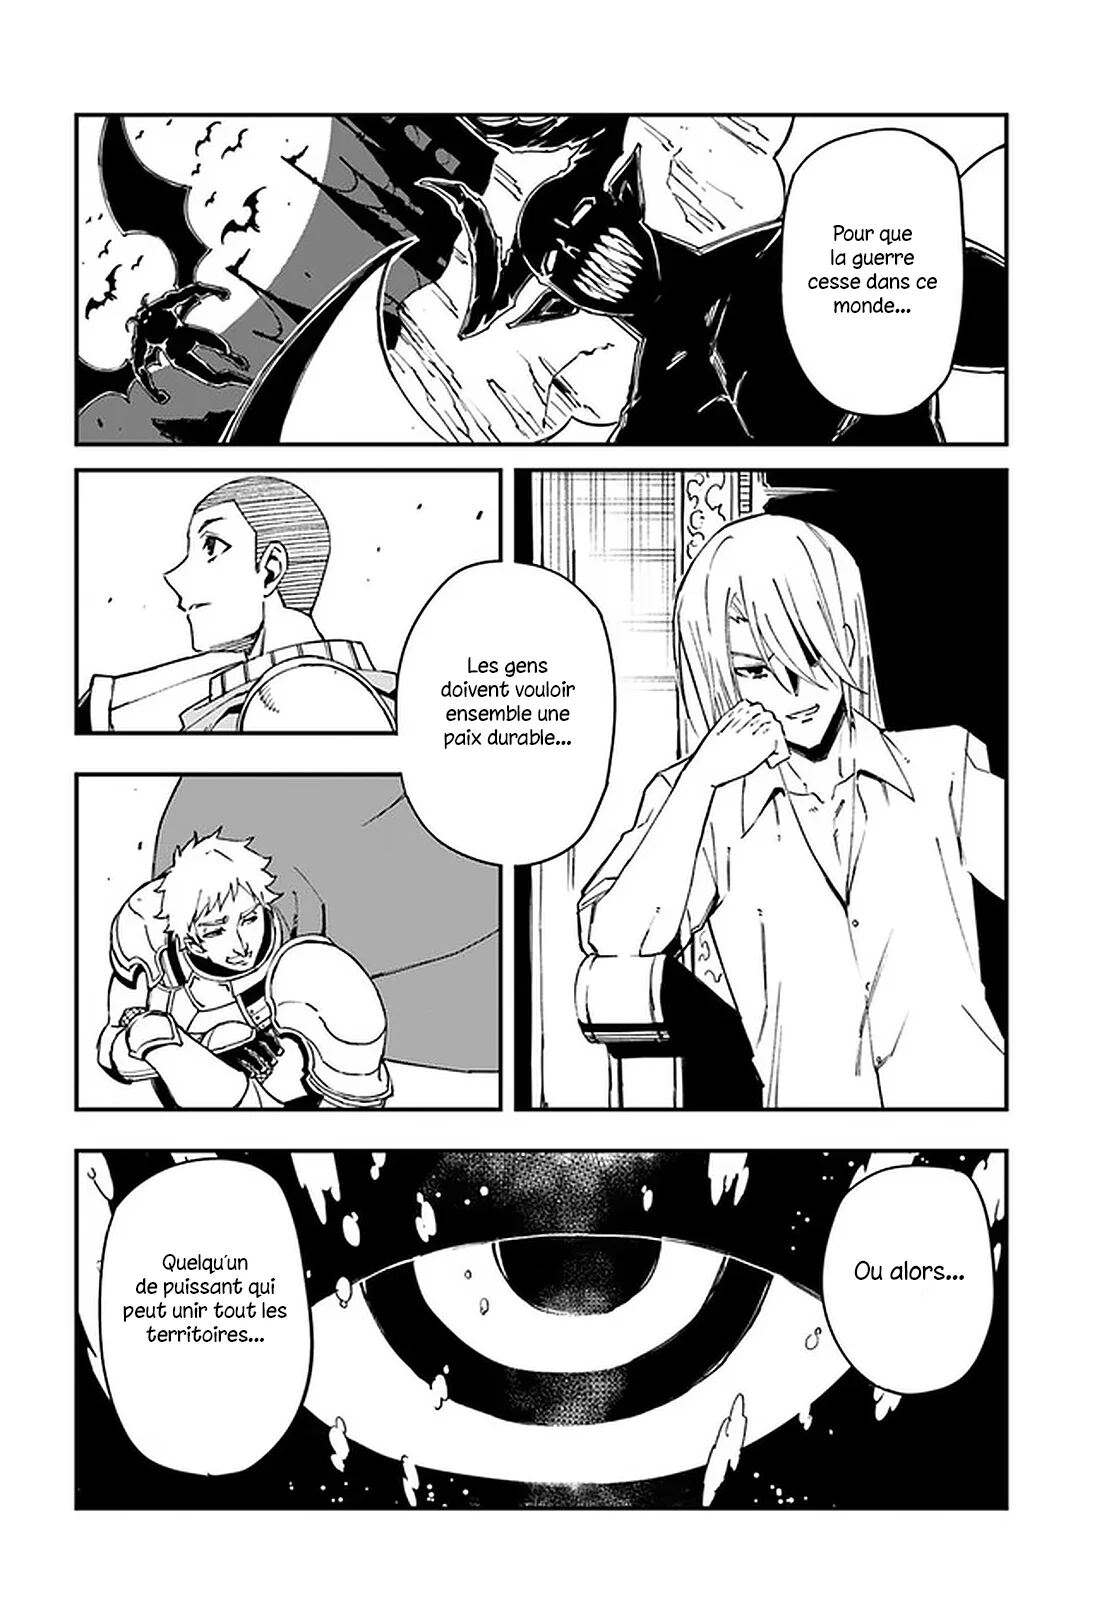 Pour que
la guerre
cesse dans ce
monde...
Les gens
doivent vouloir
ensemble une
paix durable...
Ou alors...
Quelqu'un
de puissant qui
peut unir tout les
territoires...